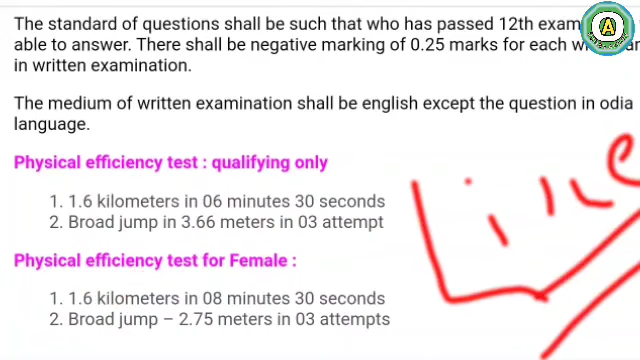 The standard of questions shall be such that who has passed 12th exam
able to answer. There shall be negative marking of 0.25 marks for each
in written examination.
The medium of written examination shall be english except the question in odia
language.
Physical efficiency test : qualifying only
1. 1.6 kilometers in 06 minutes 30 seconds
2. Broad jump in 3.66 meters in 03 attempt
Physical efficiency test for Female :
1. 1.6 kilometers in 08 minutes 30 seconds
2. Broad jump – 2.75 meters in 03 attempts
Like
A